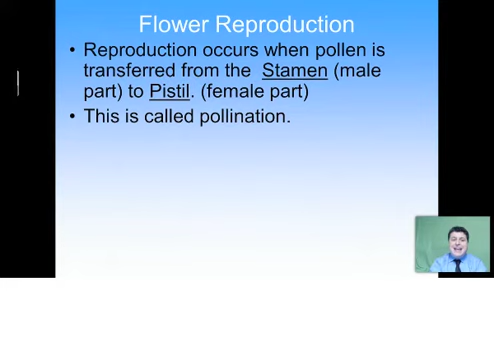 Flower Reproduction
• Reproduction occurs when pollen is
transferred from the Stamen (male
part) to Pistil. (female part)
• This is called pollination.